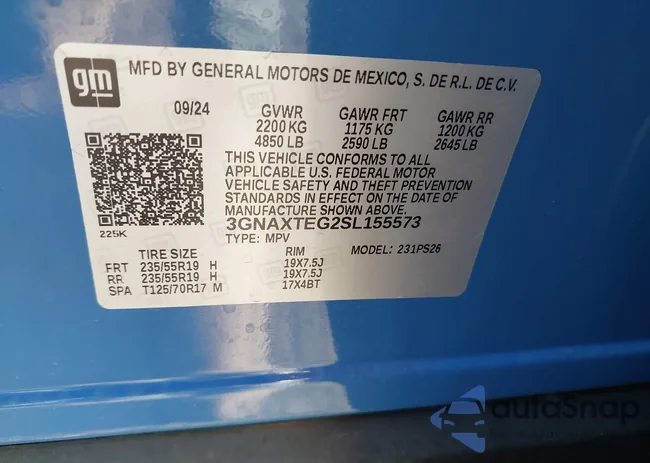 gm MFD BY GENERAL MOTORS DE MEXICO, S. DE R.L. DE C.V.
09/24 GVWR GAWR FRT GAWR RR
2200 KG 1175 KG 1200 KG
4850 LB 2590 LB 2645 LB
THIS VEHICLE CONFORMS TO ALL
APPLICABLE U.S. FEDERAL MOTOR
VEHICLE SAFETY AND THEFT PREVENTION
STANDARDS IN EFFECT ON THE DATE OF
MANUFACTURE SHOWN ABOVE.
225K 3GNAXTEG2SL155573
TYPE: MPV MODEL: 231PS26
TIRE SIZE RIM
FRT 235/55R19 H 19X7.5J
RR 235/55R19 H 19X7.5J
SPA T125/70R17 M 17X4BT
autoSnap